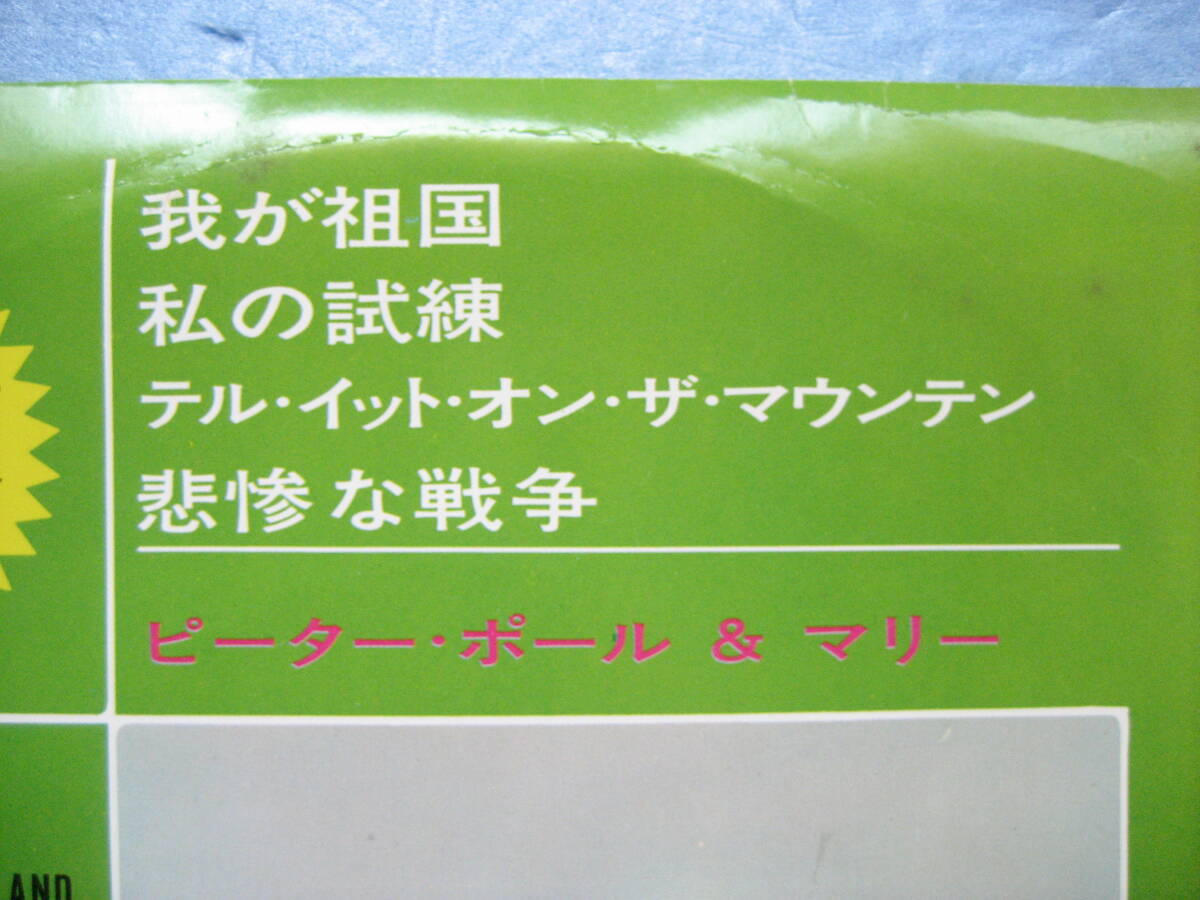 我が祖国
私の試練
テル・イット・オン・ザ・マウンテン
悲惨な戦争
ピーター・ポール & マリー
AND